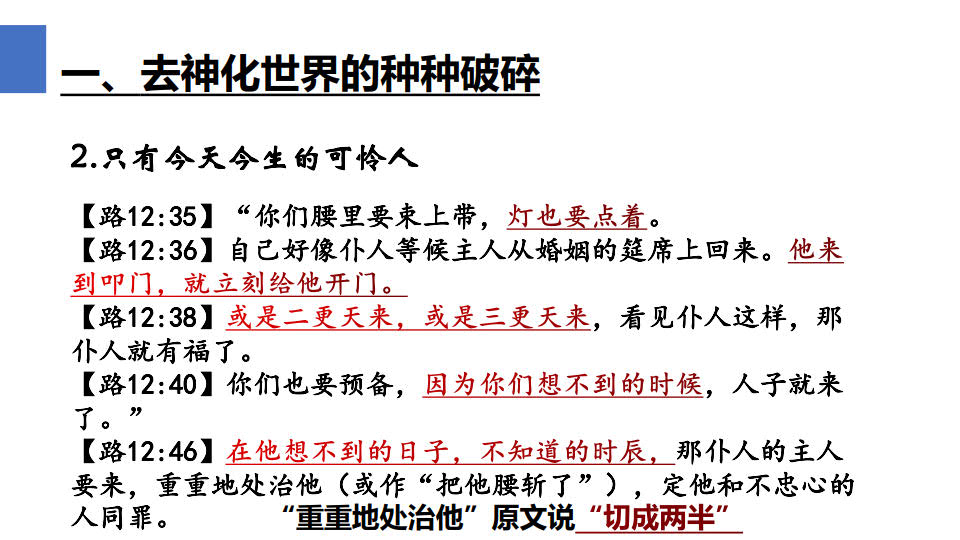 一、去神化世界的种种破碎
2.只有今天今生的可怜人
【路12:35】“你们腰里要束上带，灯也要点着。
【路12:36】自己好像仆人等候主人从婚姻的筵席上回来。他来
到叩门，就立刻给他开门。
【路12:38】或是二更天来，或是三更天来，看见仆人这样，那
仆人就有福了。
【路12:40】你们也要预备，因为你们想不到的时候，人子就来
了。”
【路12:46】在他想不到的日子，不知道的时辰，那仆人的主人
要来，重重地处治他（或作“把他腰斩了”），定他和不忠心的
人同罪。
“重重地处治他”原文说“切成两半”